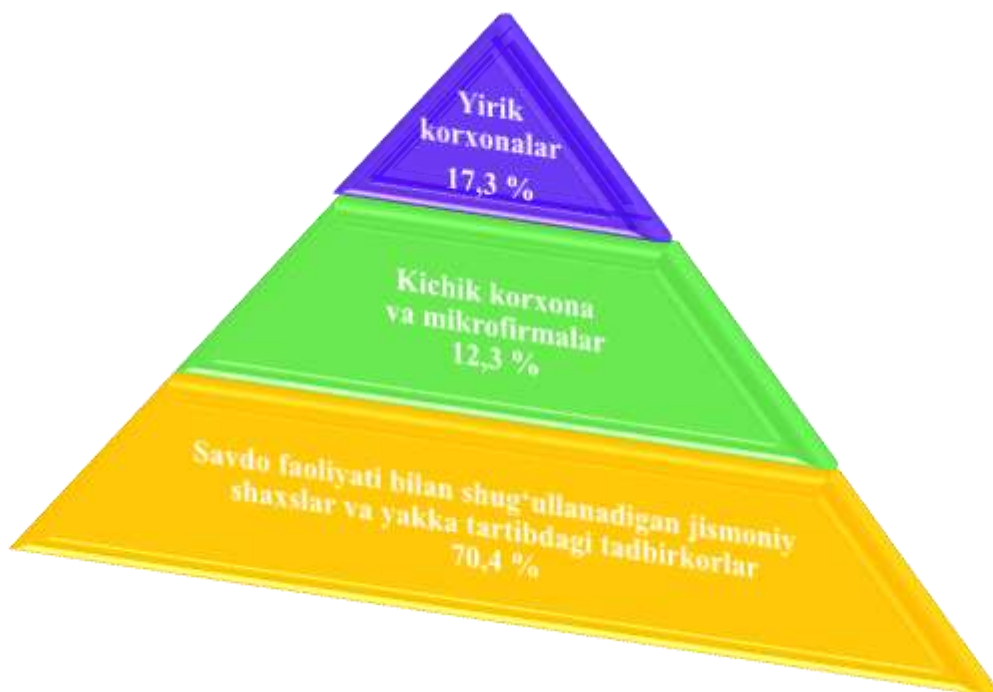 Yirik
korxonalar
17,3 %
Kichik korxona
va mikrofirmalar
12,3 %
Savdo faoliyati bilan shug‘ullanadigan jismoniy
shaxslar va yakka tartibdagi tadbirkorlar
70,4 %